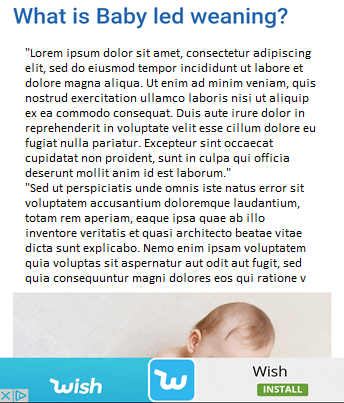 What is Baby led weaning?
"Lorem ipsum dolor sit amet, consectetur adipiscing
elit, sed do eiusmod tempor incididunt ut labore et
dolore magna aliqua. Ut enim ad minim veniam, quis
nostrud exercitation ullamco laboris nisi ut aliquip
ex ea commodo consequat. Duis aute irure dolor in
reprehenderit in voluptate velit esse cillum dolore eu
fugiat nulla pariatur. Excepteur sint occaecat
cupidatat non proident, sunt in culpa qui officia
deserunt mollit anim id est laborum."
"Sed ut perspiciatis unde omnis iste natus error sit
voluptatem accusantium doloremque laudantium,
totam rem aperiam, eaque ipsa quae ab illo
inventore veritatis et quasi architecto beatae vitae
dicta sunt explicabo. Nemo enim ipsam voluptatem
quia voluptas sit aspernatur aut odit aut fugit, sed
quia consequuntur magni dolores eos qui ratione v
wish
w
Wish
INSTALL